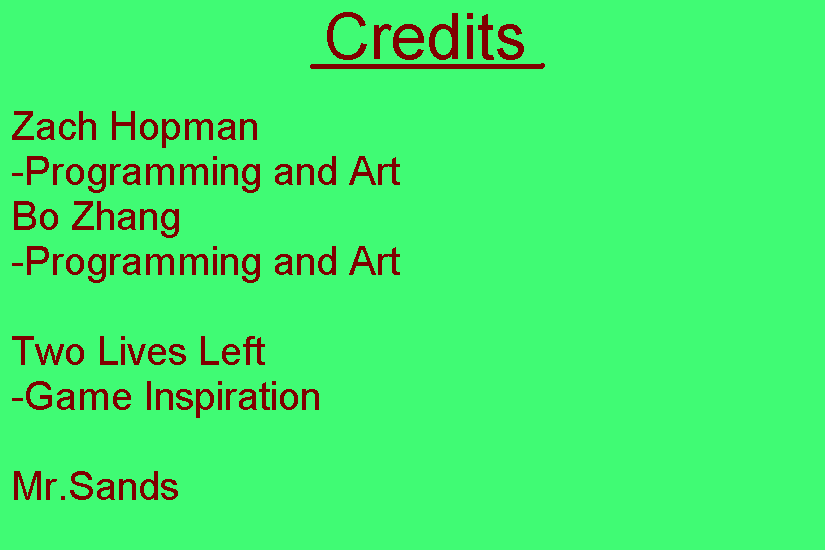 Credits
Zach Hopman
-Programming and Art
Bo Zhang
-Programming and Art
Two Lives Left
-Game Inspiration
Mr.Sands